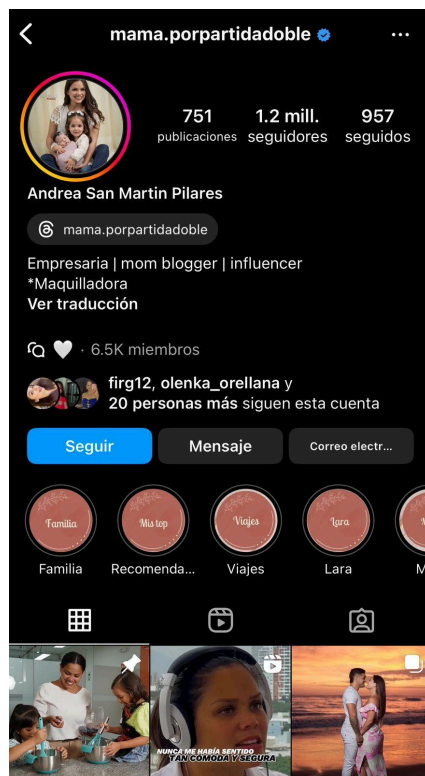 mama.porpartidadoble
751
1.2 mill.
957
publicaciones
seguidores
seguidos
Andrea San Martin Pilares
mama.porpartidadoble
Empresaria | mom blogger | influencer
*Maquilladora
Ver traducción
· 6.5K miembros
firg12, olenka_orellana y
20 personas más siguen esta cuenta
Seguir
Mensaje
Correo electr...
Familia
Mis top
Viajes
Lara
Familia
Recomenda...
Viajes
Lara
M
NUNCA ME HABÍA SENTIDO
TAN CÓMODA Y SEGURA